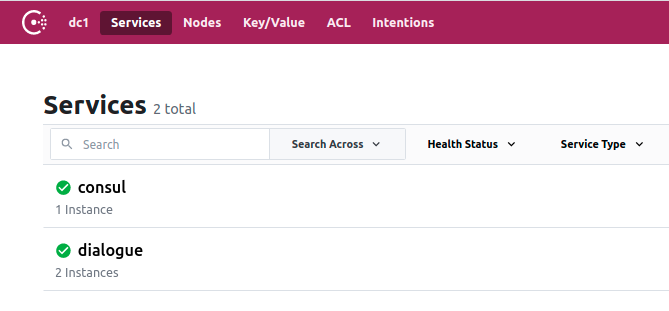 dc1 Services Nodes Key/Value ACL Intentions
Services 2 total
Search Search Across Health Status Service Type
consul
1 Instance
dialogue
2 Instances